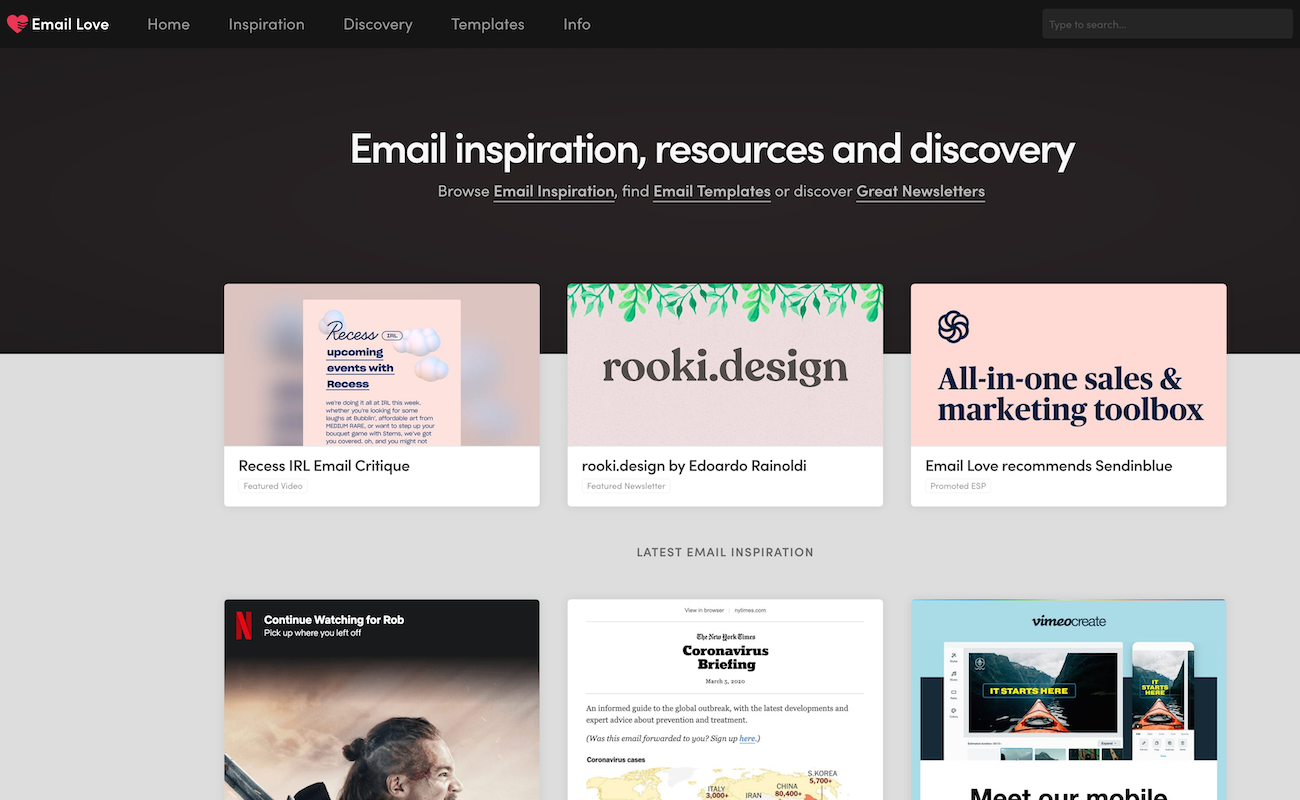 Email Love
Home
Inspiration
Discovery
Templates
Info
Type to search...
Email inspiration, resources and discovery
Browse Email Inspiration, find Email Templates or discover Great Newsletters
Recess IRL
upcoming
events with
Recess
we're doing it all at IRL this week.
whether you're looking for some
laughs at Bubblin', affordable art from
MEDIUM RARE, or want to step up your
bouquet game with Stems, we've got
you covered. oh, and you might not
Recess IRL Email Critique
Featured Video
rooki.design
rooki.design by Edoardo Rainoldi
Featured Newsletter
All-in-one sales &
marketing toolbox
Email Love recommends Sendinblue
Promoted ESP
LATEST EMAIL INSPIRATION
N
Continue Watching for Rob
Pick up where you left off
View in browser | nytimes.com
The New York Times
Coronavirus
Briefing
March 5, 2020
An informed guide to the global outbreak, with the latest developments and
expert advice about prevention and treatment.
(Was this email forwarded to you? Sign up here.)
Coronavirus cases
S.KOREA
5,700+
ITALY
3,000+
IRAN
CHINA
80,400+
vimeocreate
IT STARTS HERE
IT
STARTS
HERE
Meet our mobile